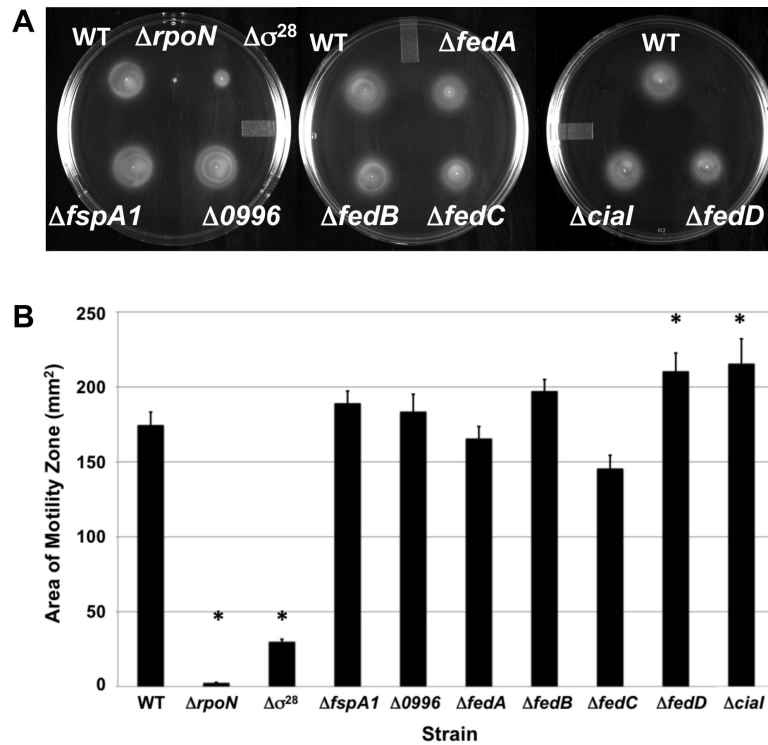 A
WT ΔrpoN Δσ²⁸
WT ΔfedA
WT
ΔfspA1 Δ0996
ΔfedB ΔfedC
ΔciaI ΔfedD
B
Area of Motility Zone (mm²)
250
200
150
100
50
0
* * * *
WT ΔrpoN Δσ²⁸ ΔfspA1 Δ0996 ΔfedA ΔfedB ΔfedC ΔfedD ΔciaI
Strain